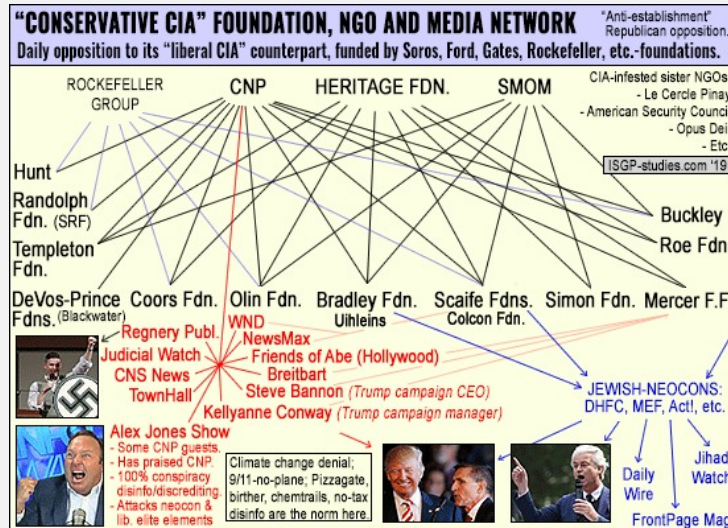 “CONSERVATIVE CIA” FOUNDATION, NGO AND MEDIA NETWORK
Daily opposition to its “liberal CIA” counterpart, funded by Soros, Ford, Gates, Rockefeller, etc.-foundations.
“Anti-establishment”
Republican opposition.
ROCKEFELLER
GROUP
CNP
HERITAGE FDN.
SMOM
CIA-infested sister NGOs
- Le Cercle Pinay
- American Security Counci
- Opus Dei
- Etc
ISGP-studies.com '19
Hunt
Randolph
Fdn. (SRF)
Templeton
Fdn.
Buckley
Roe Fdn
DeVos-Prince
Fdns. (Blackwater)
Coors Fdn.
Olin Fdn.
Bradley Fdn.
Uihleins
Scaife Fdns.
Colcon Fdn.
Simon Fdn.
Mercer F.F
Regnery Publ.
WND
Judicial Watch
NewsMax
CNS News
Friends of Abe (Hollywood)
TownHall
Breitbart
Steve Bannon (Trump campaign CEO)
Kellyanne Conway (Trump campaign manager)
Alex Jones Show
- Some CNP guests.
- Has praised CNP.
- 100% conspiracy
disinfo/discrediting.
- Attacks neocon &
lib. elite elements
Climate change denial;
9/11-no-plane; Pizzagate,
birther, chemtrails, no-tax
disinfo are the norm here.
JEWISH-NEOCONS:
DHFC, MEF, Act!, etc.
Daily
Wire
Jihad
Watch
FrontPage Mag